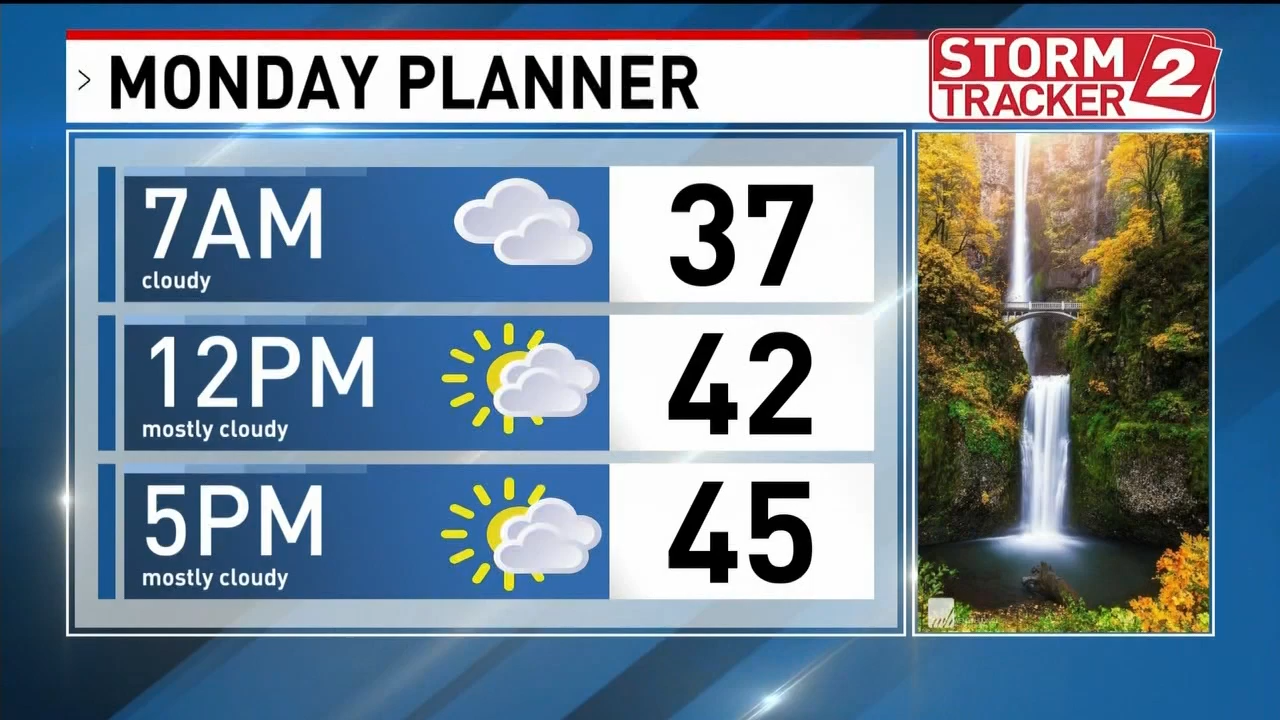 > MONDAY PLANNER
STORM
TRACKER 2
7AM
cloudy
37
12PM
mostly cloudy
42
5PM
mostly cloudy
45